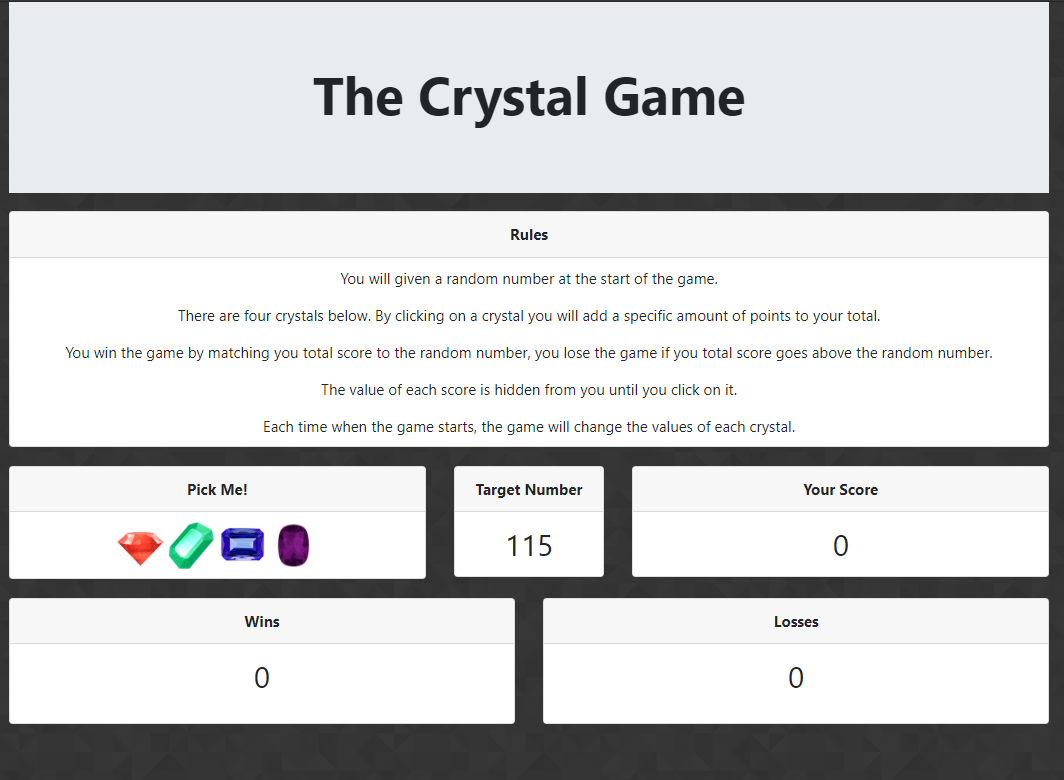 The Crystal Game
Rules
You will given a random number at the start of the game.
There are four crystals below. By clicking on a crystal you will add a specific amount of points to your total.
You win the game by matching you total score to the random number, you lose the game if you total score goes above the random number.
The value of each score is hidden from you until you click on it.
Each time when the game starts, the game will change the values of each crystal.
Pick Me!
Target Number
115
Your Score
0
Wins
0
Losses
0